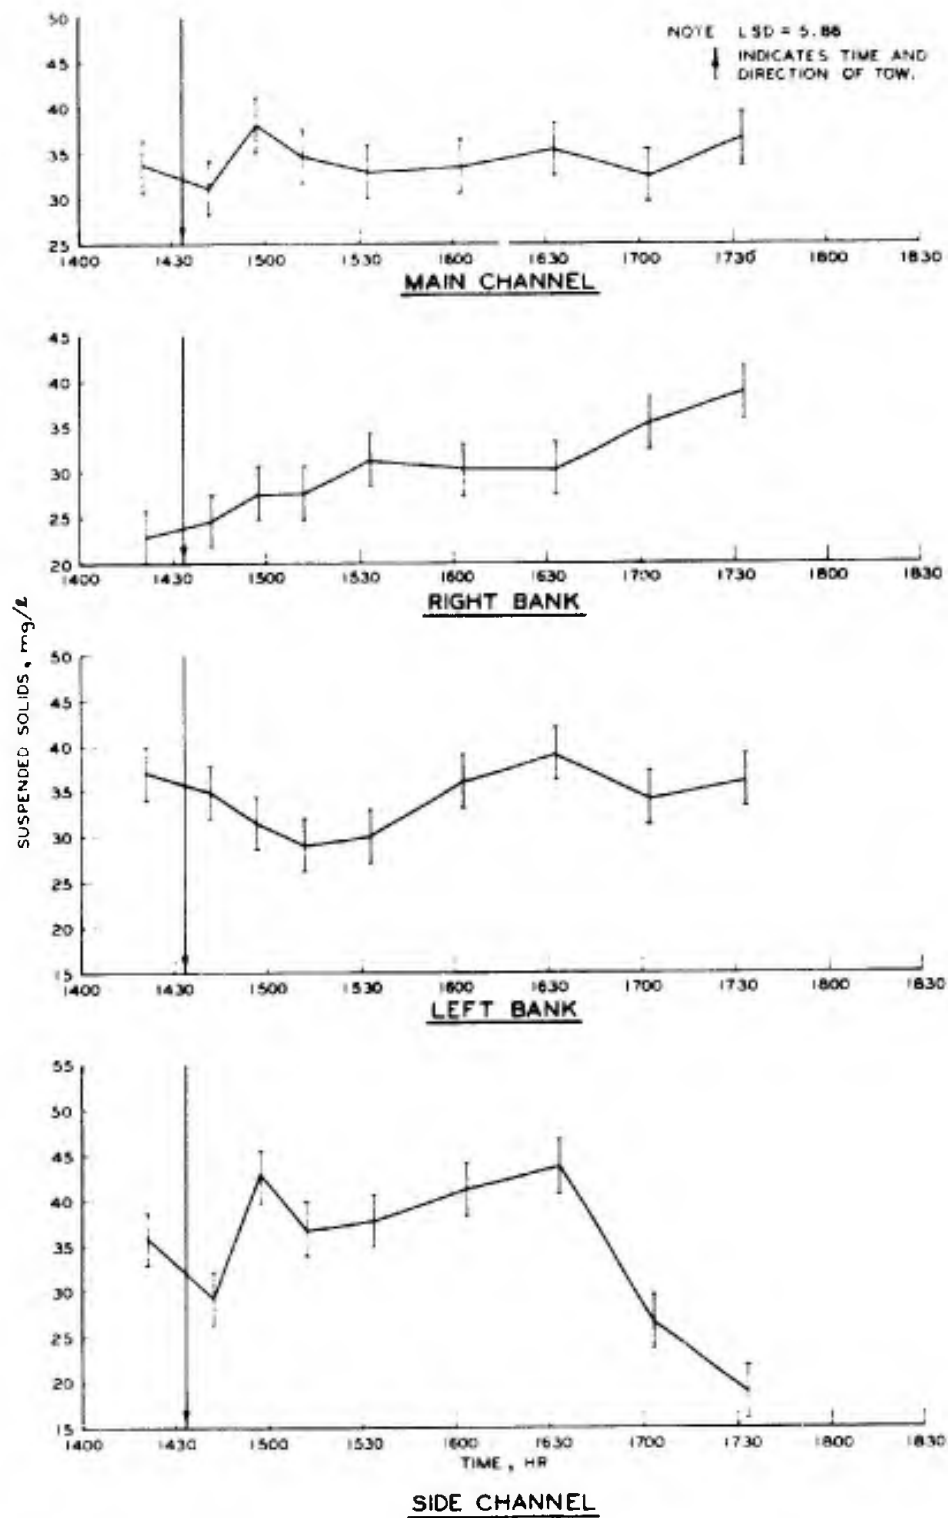 NOTE LSD = 5.86
INDICATES TIME AND
DIRECTION OF TOW.
50
45
40
35
30
25
1400 1430 1500 1530 1600 1630 1700 1730 1800 1830
MAIN CHANNEL
45
40
35
30
25
20
1400 1430 1500 1530 1600 1630 1700 1730 1800 1830
RIGHT BANK
SUSPENDED SOLIDS, mg/ℓ
50
45
40
35
30
25
20
15
1400 1430 1500 1530 1600 1630 1700 1730 1800 1830
LEFT BANK
55
50
45
40
35
30
25
20
15
1400 1430 1500 1530 1600 1630 1700 1730 1800 1830
TIME, HR
SIDE CHANNEL